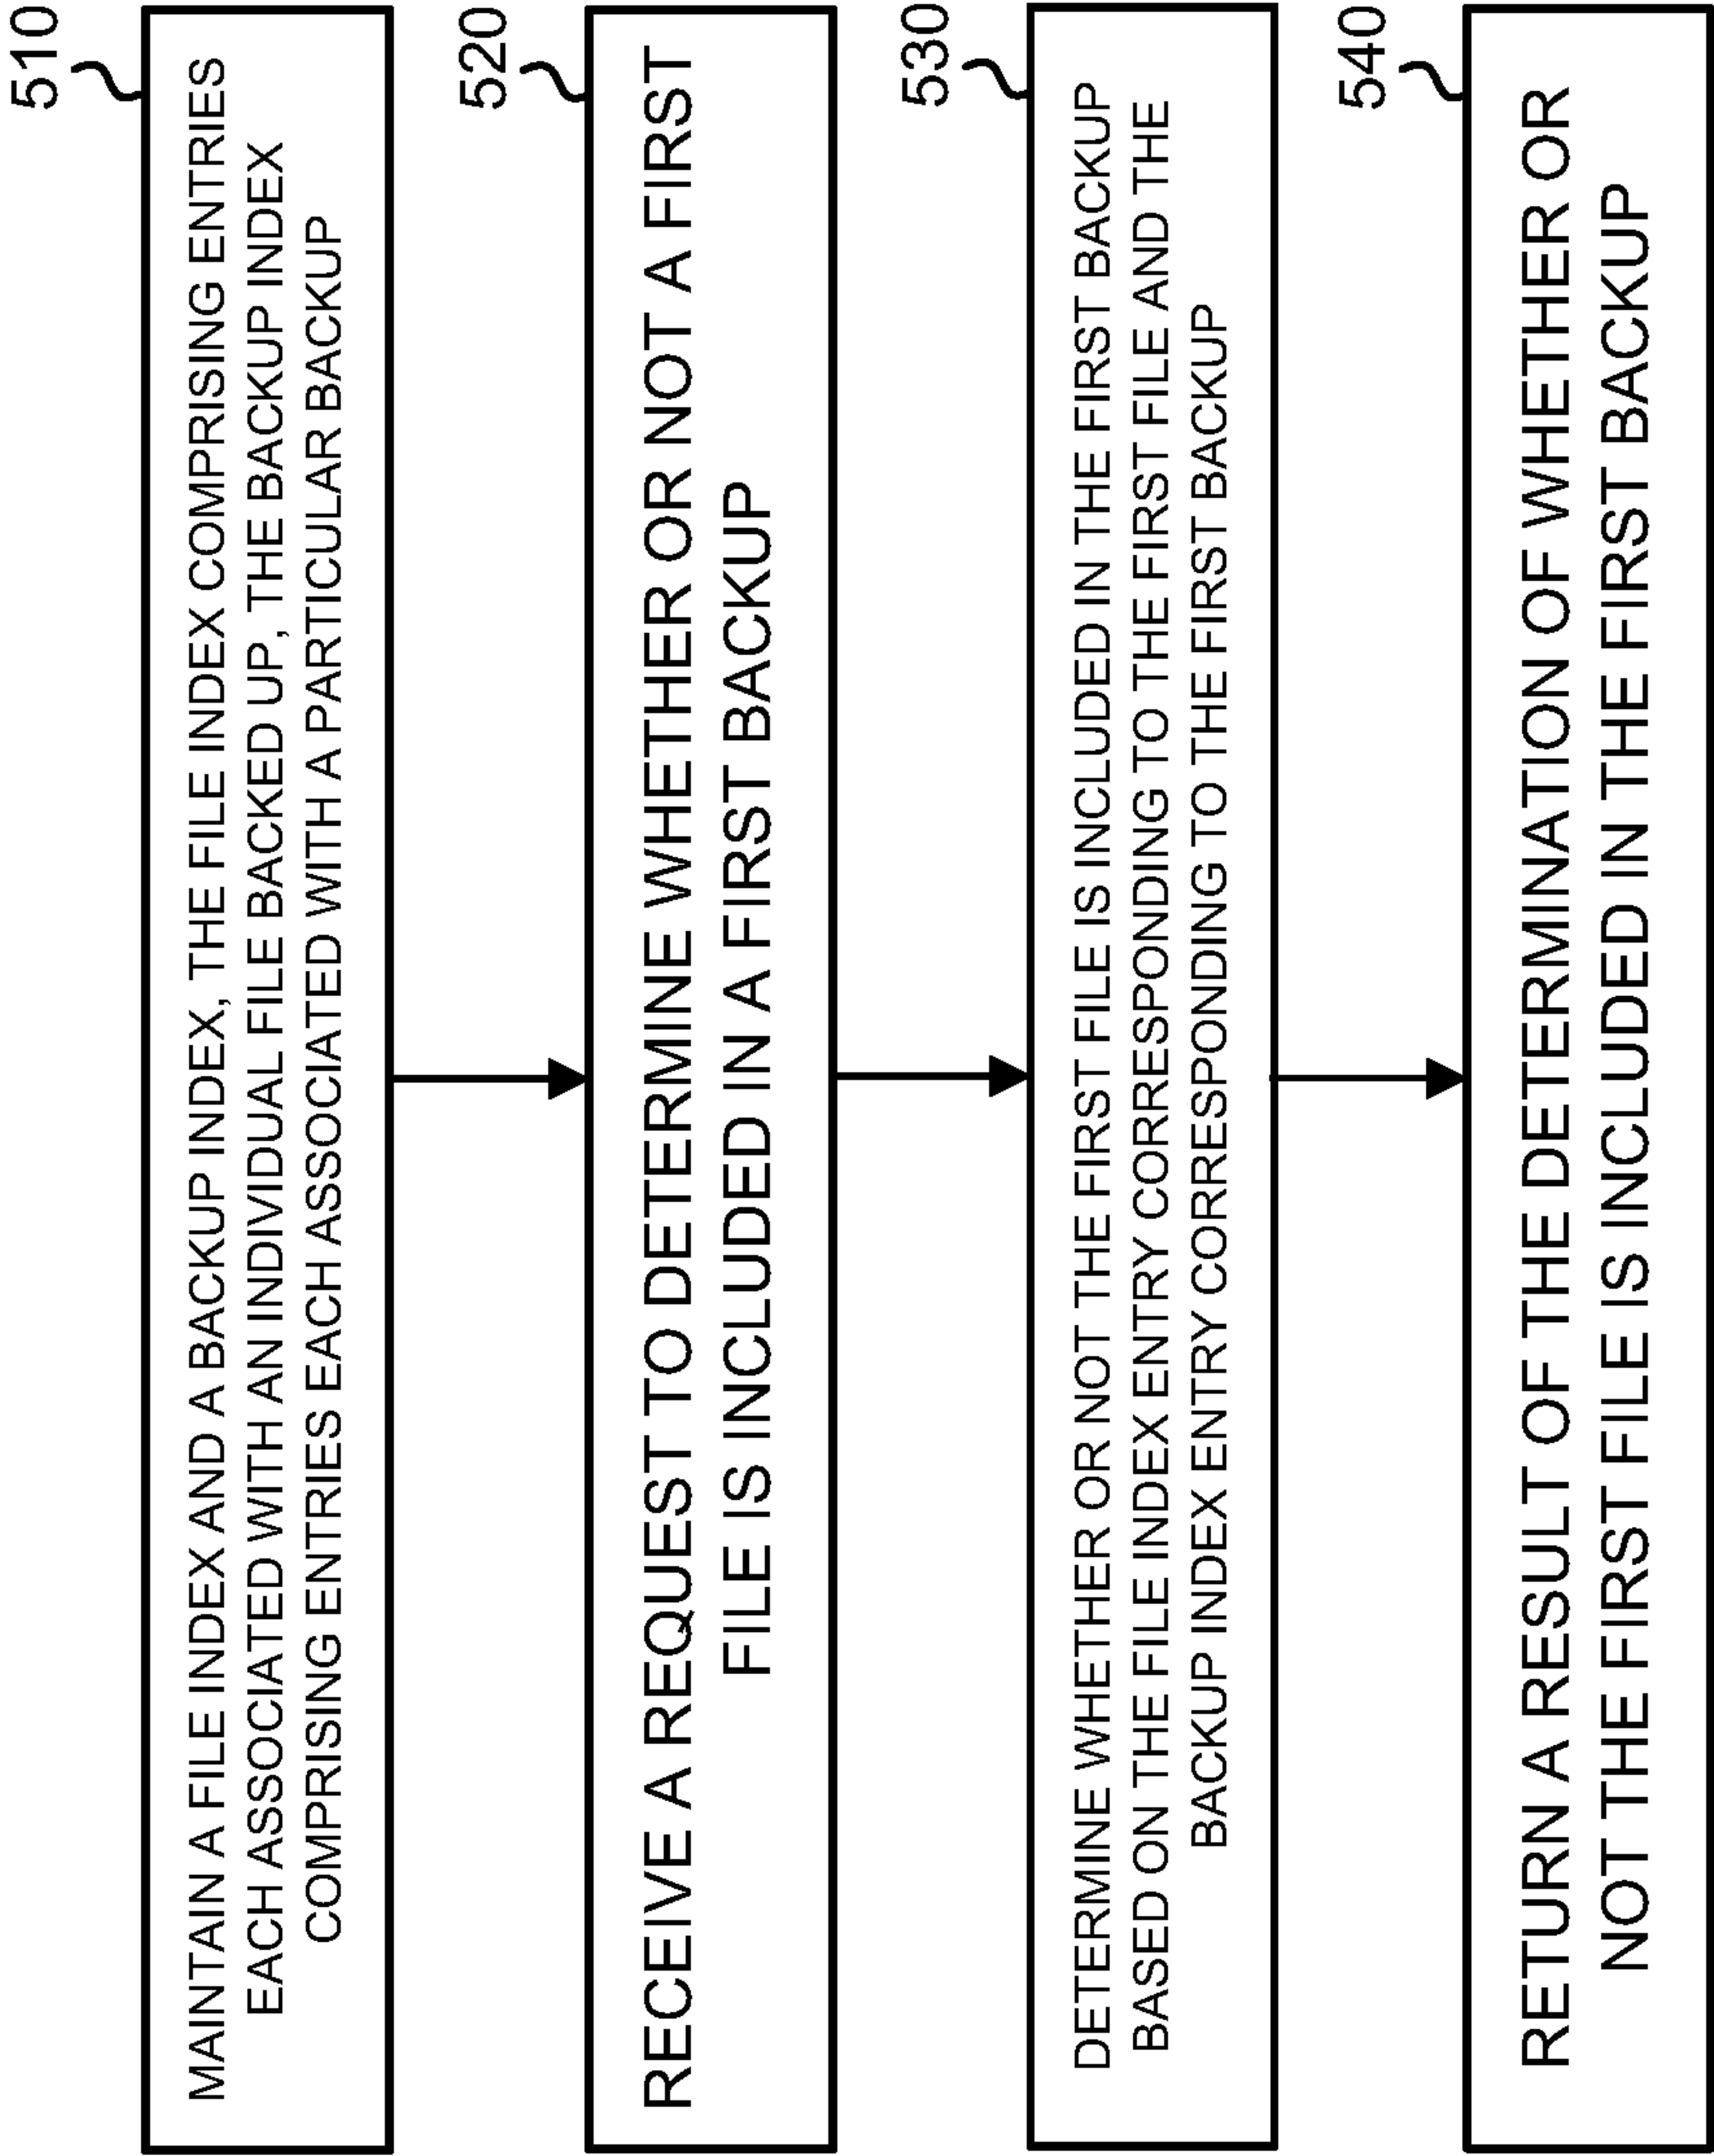 510
MAINTAIN A FILE INDEX AND A BACKUP INDEX, THE FILE INDEX COMPRISING ENTRIES
EACH ASSOCIATED WITH AN INDIVIDUAL FILE BACKED UP, THE BACKUP INDEX
COMPRISING ENTRIES EACH ASSOCIATED WITH A PARTICULAR BACKUP
520
RECEIVE A REQUEST TO DETERMINE WHETHER OR NOT A FIRST
FILE IS INCLUDED IN A FIRST BACKUP
530
DETERMINE WHETHER OR NOT THE FIRST FILE IS INCLUDED IN THE FIRST BACKUP
BASED ON THE FILE INDEX ENTRY CORRESPONDING TO THE FIRST FILE AND THE
BACKUP INDEX ENTRY CORRESPONDING TO THE FIRST BACKUP
540
RETURN A RESULT OF THE DETERMINATION OF WHETHER OR
NOT THE FIRST FILE IS INCLUDED IN THE FIRST BACKUP